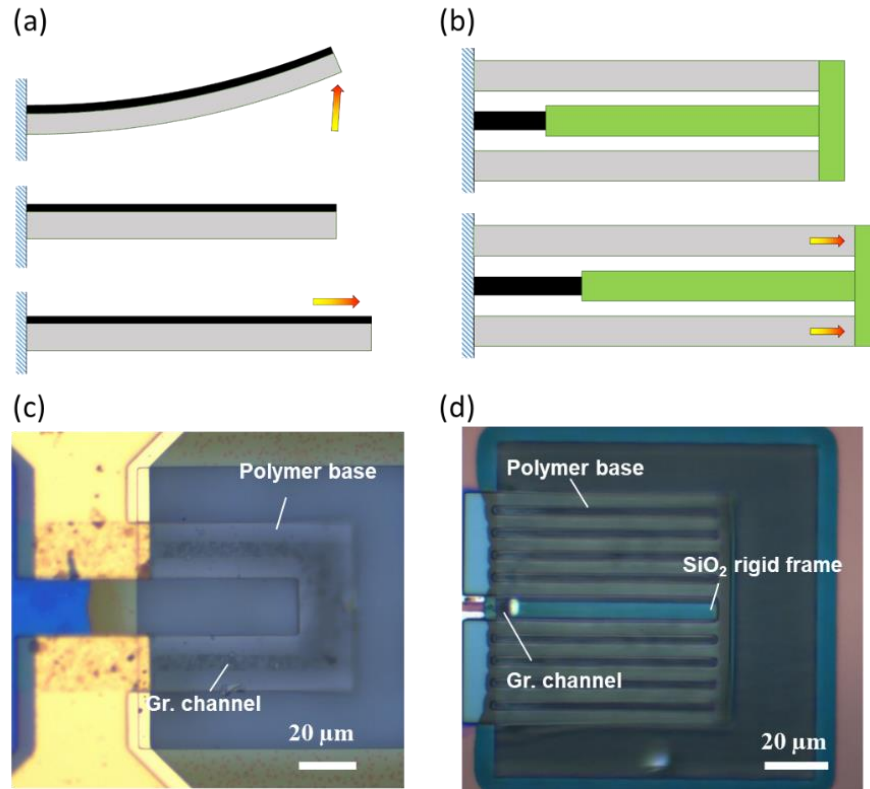 (a)
(b)
(c)
(d)
Polymer base
Gr. channel
20 µm
Polymer base
SiO₂ rigid frame
Gr. channel
20 µm